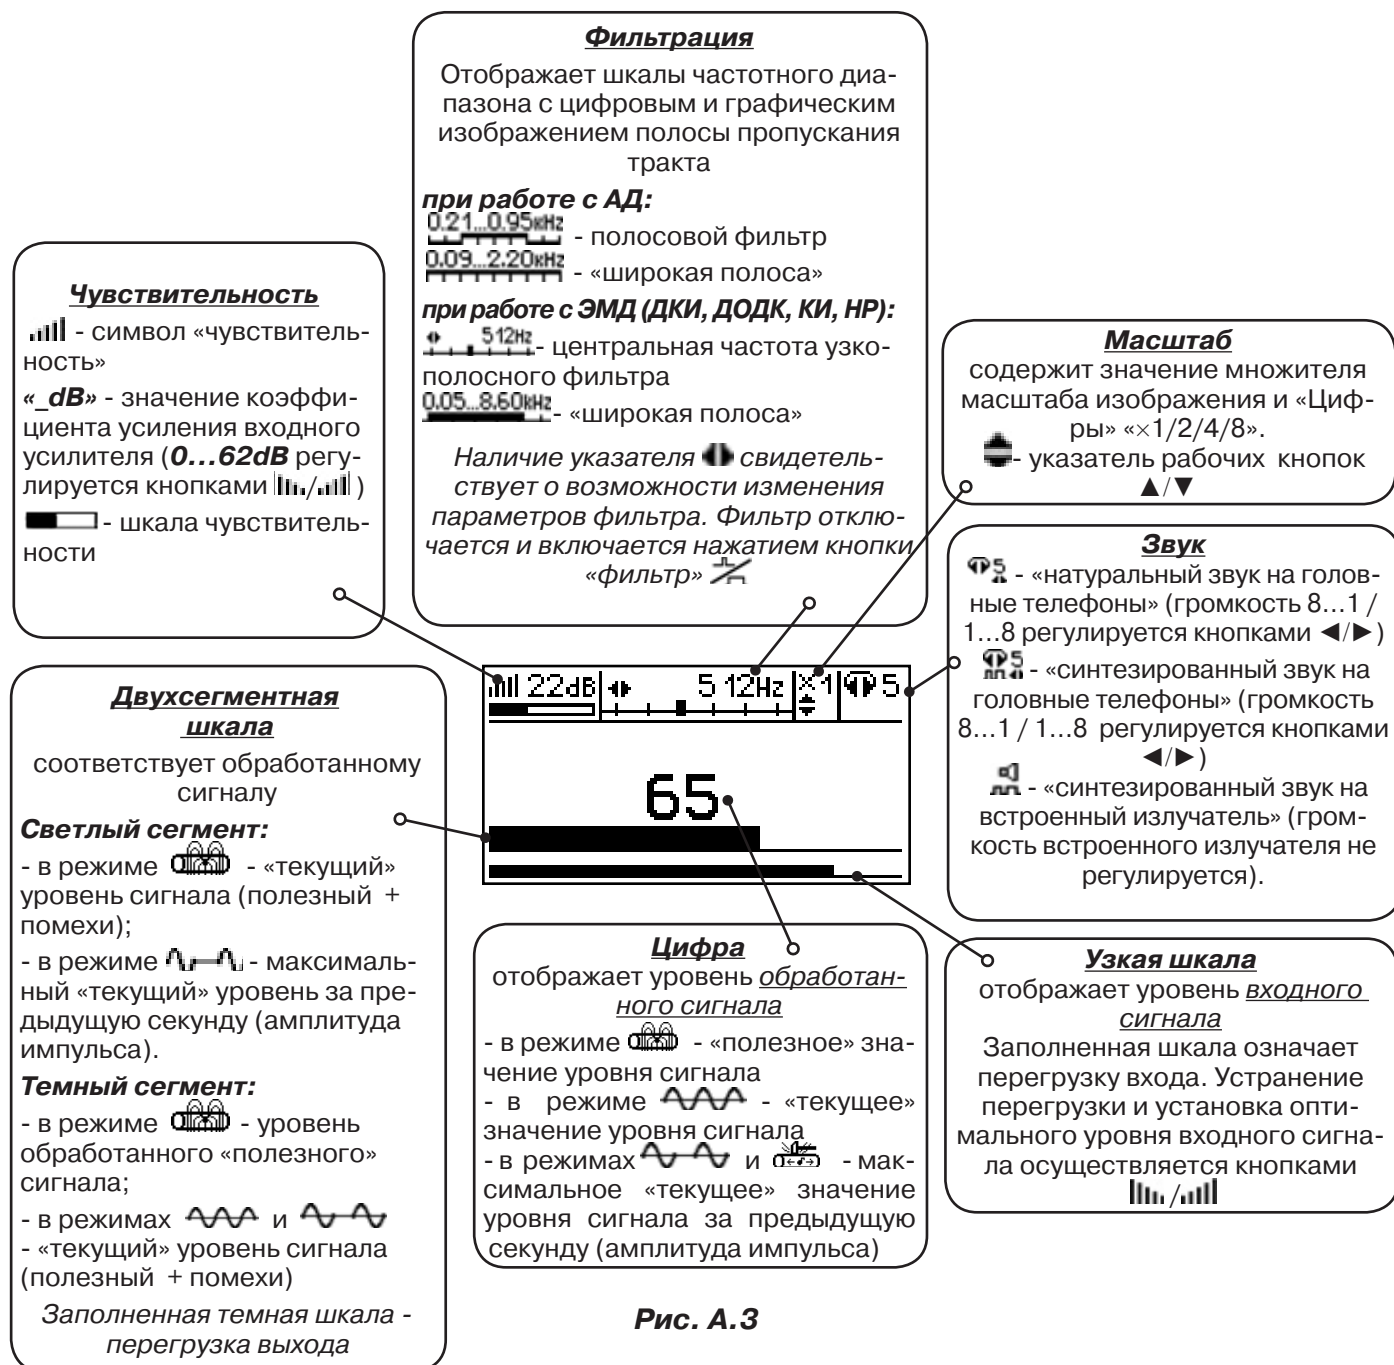 Фильтрация
Отображает шкалы частотного диа-
пазона с цифровым и графическим
изображением полосы пропускания
тракта
при работе с АД:
0.21...0.95кHz - полосовой фильтр
0.09...2.20кHz - «широкая полоса»
при работе с ЭМД (ДКИ, ДОДК, КИ, НР):
512Hz - центральная частота узко-
полосного фильтра
0.05...8.60kHz - «широкая полоса»
Наличие указателя свидетель-
ствует о возможности изменения
параметров фильтра. Фильтр отклю-
чается и включается нажатием кнопки
«фильтр»
Чувствительность
- символ «чувствитель-
ность»
«_dB» - значение коэффи-
циента усиления входного
усилителя (0...62dB регу-
лируется кнопками / )
- шкала чувствитель-
ности
Масштаб
содержит значение множителя
масштаба изображения и «Циф-
ры» «×1/2/4/8».
- указатель рабочих кнопок
▲/▼
Звук
5 - «натуральный звук на голов-
ные телефоны» (громкость 8...1 /
1...8 регулируется кнопками ◄/►)
5 - «синтезированный звук на
головные телефоны» (громкость
8...1 / 1...8 регулируется кнопками
◄/►)
- «синтезированный звук на
встроенный излучатель» (гром-
кость встроенного излучателя не
регулируется).
Двухсегментная
шкала
соответствует обработанному
сигналу
Светлый сегмент:
- в режиме - «текущий»
уровень сигнала (полезный +
помехи);
- в режиме - максималь-
ный «текущий» уровень за пре-
дыдущую секунду (амплитуда
импульса).
Темный сегмент:
- в режиме - уровень
обработанного «полезного»
сигнала;
- в режимах и
- «текущий» уровень сигнала
(полезный + помехи)
Заполненная темная шкала -
перегрузка выхода
22dB 512Hz ×1 5
65
Цифра
отображает уровень обработан-
ного сигнала
- в режиме - «полезное» зна-
чение уровня сигнала
- в режиме - «текущее»
значение уровня сигнала
- в режимах и - мак-
симальное «текущее» значение
уровня сигнала за предыдущую
секунду (амплитуда импульса)
Узкая шкала
отображает уровень входного
сигнала
Заполненная шкала означает
перегрузку входа. Устранение
перегрузки и установка опти-
мального уровня входного сигна-
ла осуществляется кнопками
/
Рис. А.3